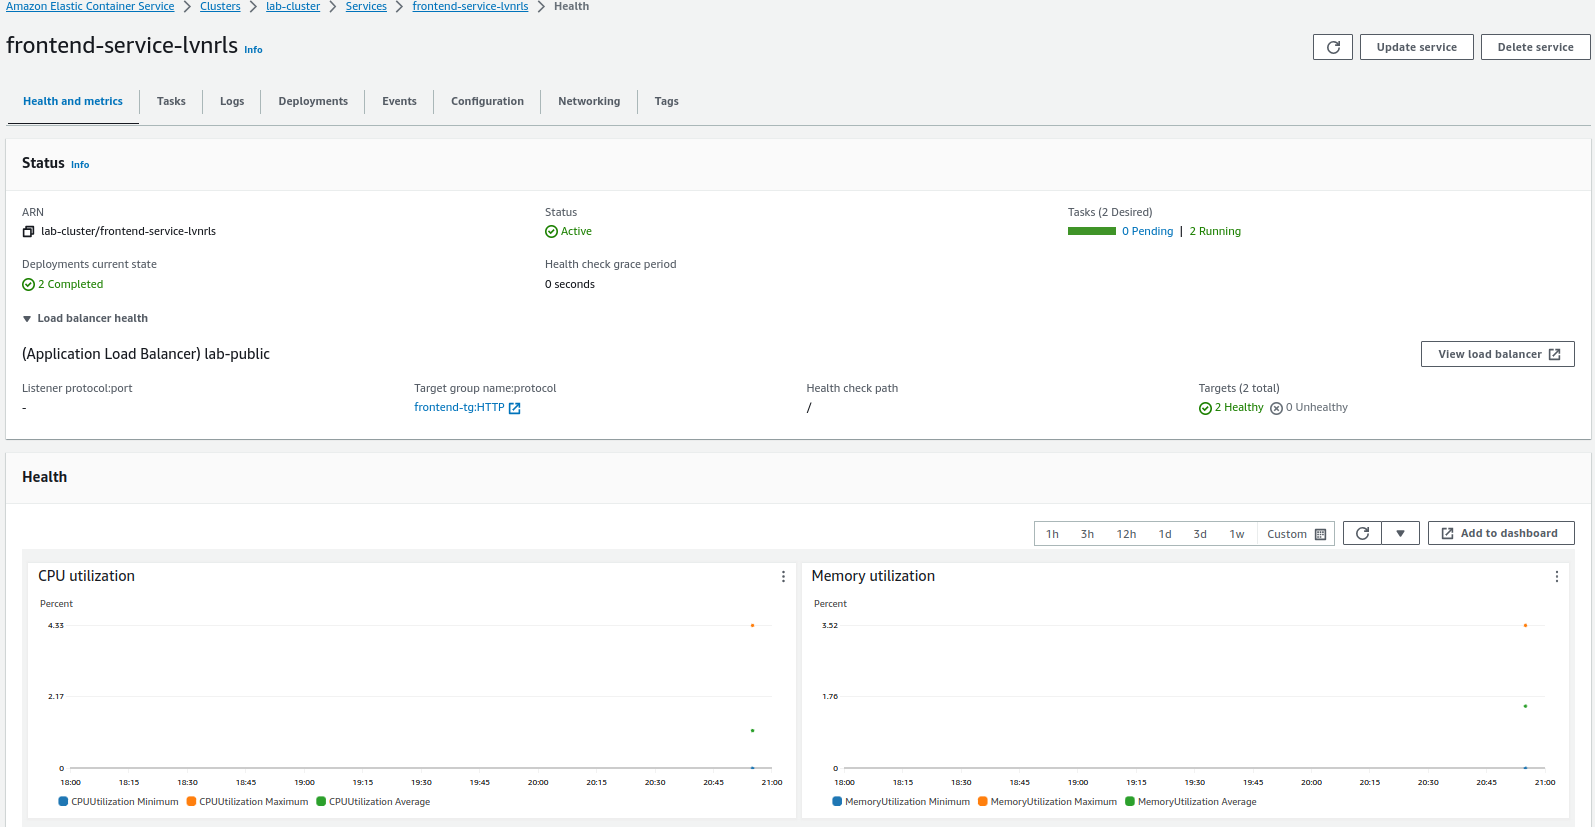 Amazon Elastic Container Service > Clusters > lab-cluster > Services > frontend-service-lvnrls > Health
frontend-service-lvnrls Info
Update service
Delete service
Health and metrics
Tasks
Logs
Deployments
Events
Configuration
Networking
Tags
Status Info
ARN
lab-cluster/frontend-service-lvnrls
Status
Active
Tasks (2 Desired)
0 Pending | 2 Running
Deployments current state
2 Completed
Health check grace period
0 seconds
Load balancer health
(Application Load Balancer) lab-public
View load balancer
Listener protocol:port
-
Target group name:protocol
frontend-tg:HTTP
Health check path
/
Targets (2 total)
2 Healthy 0 Unhealthy
Health
1h 3h 12h 1d 3d 1w Custom
Add to dashboard
CPU utilization
Percent
4.33
2.17
0
18:00 18:15 18:30 18:45 19:00 19:15 19:30 19:45 20:00 20:15 20:30 20:45 21:00
CPUUtilization Minimum CPUUtilization Maximum CPUUtilization Average
Memory utilization
Percent
3.52
1.76
0
18:00 18:15 18:30 18:45 19:00 19:15 19:30 19:45 20:00 20:15 20:30 20:45 21:00
MemoryUtilization Minimum MemoryUtilization Maximum MemoryUtilization Average